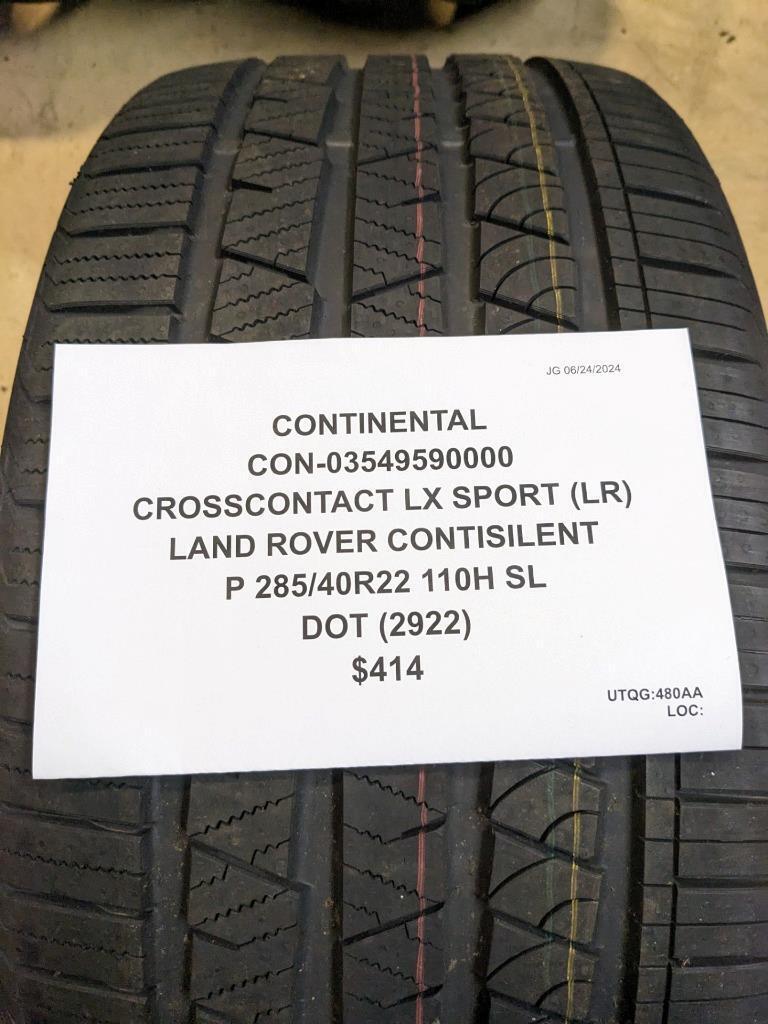 JG 06/24/2024
CONTINENTAL
CON-03549590000
CROSSCONTACT LX SPORT (LR)
LAND ROVER CONTISILENT
P 285/40R22 110H SL
DOT (2922)
$414
UTQG:480AA
LOC: